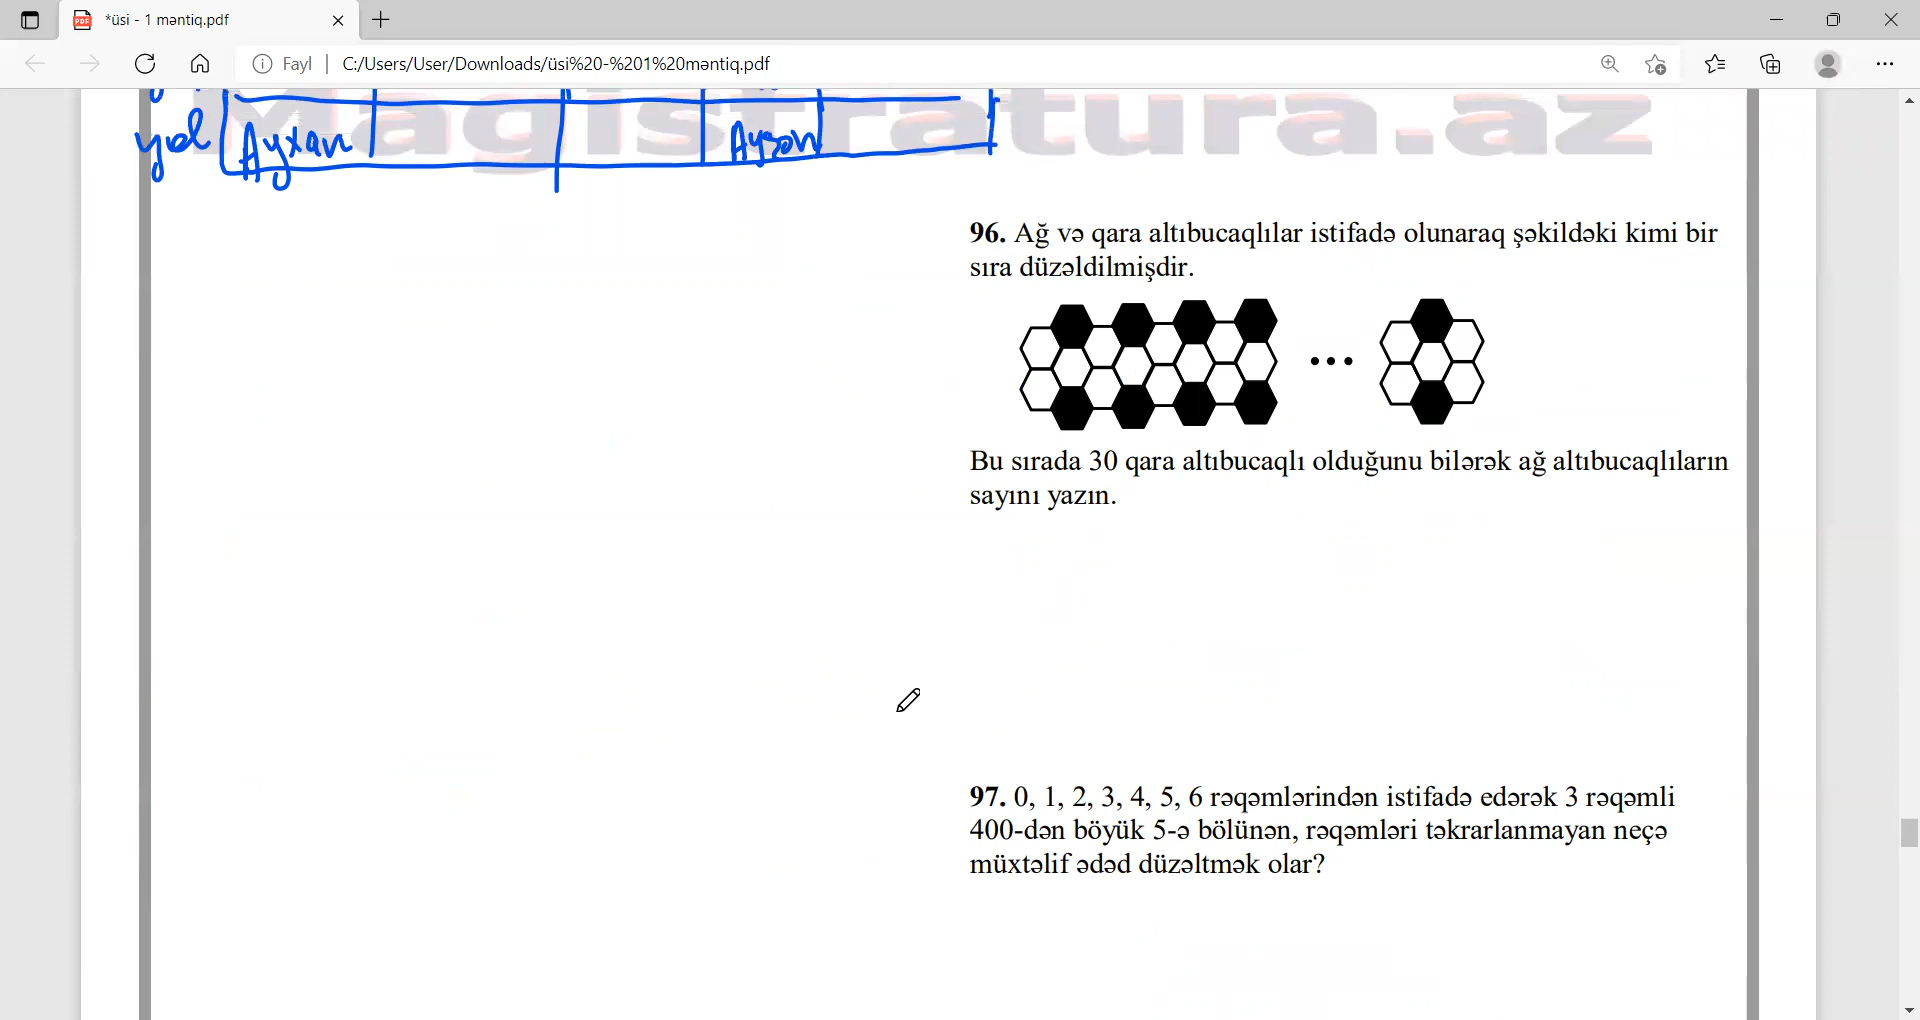 *üsi - 1 məntiq.pdf
Fayl | C:/Users/User/Downloads/üsi%20-%201%20məntiq.pdf
Magistratura.az
yol Ayxan Aysən
96. Ağ və qara altıbucaqlılar istifadə olunaraq şəkildəki kimi bir
sıra düzəldilmişdir.
Bu sırada 30 qara altıbucaqlı olduğunu bilərək ağ altıbucaqlıların
sayını yazın.
97. 0, 1, 2, 3, 4, 5, 6 rəqəmlərindən istifadə edərək 3 rəqəmli
400-dən böyük 5-ə bölünən, rəqəmləri təkrarlanmayan neçə
müxtəlif ədəd düzəltmək olar?